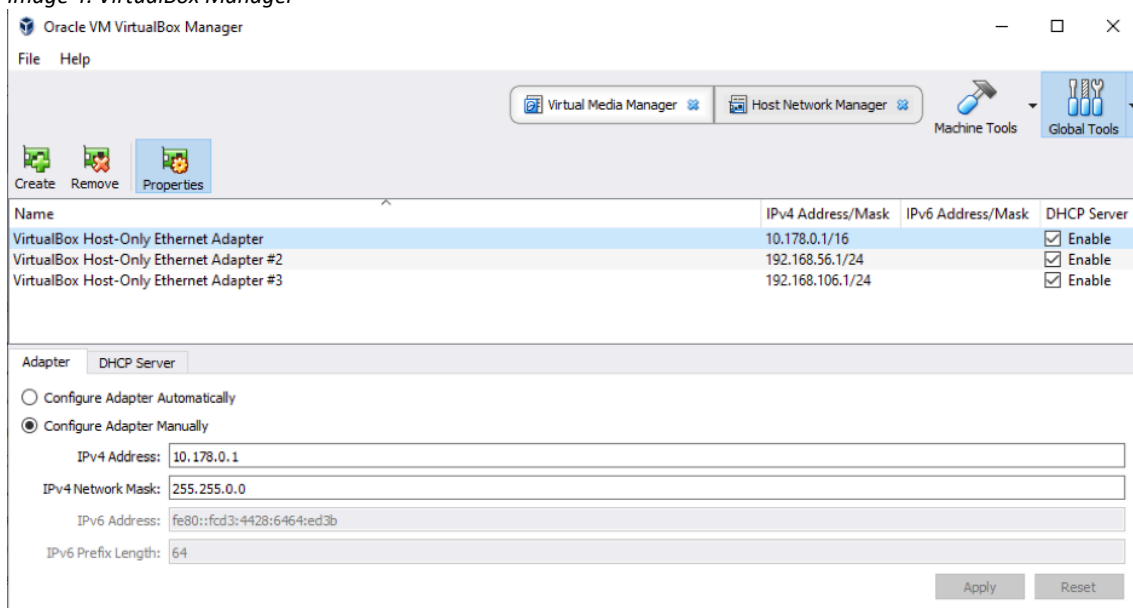 Oracle VM VirtualBox Manager
File Help
Virtual Media Manager Host Network Manager
Machine Tools Global Tools
Create Remove Properties
Name IPv4 Address/Mask IPv6 Address/Mask DHCP Server
VirtualBox Host-Only Ethernet Adapter 10.178.0.1/16 Enable
VirtualBox Host-Only Ethernet Adapter #2 192.168.56.1/24 Enable
VirtualBox Host-Only Ethernet Adapter #3 192.168.106.1/24 Enable
Adapter DHCP Server
Configure Adapter Automatically
Configure Adapter Manually
IPv4 Address: 10.178.0.1
IPv4 Network Mask: 255.255.0.0
IPv6 Address: fe80::fcd3:4428:6464:ed3b
IPv6 Prefix Length: 64
Apply Reset